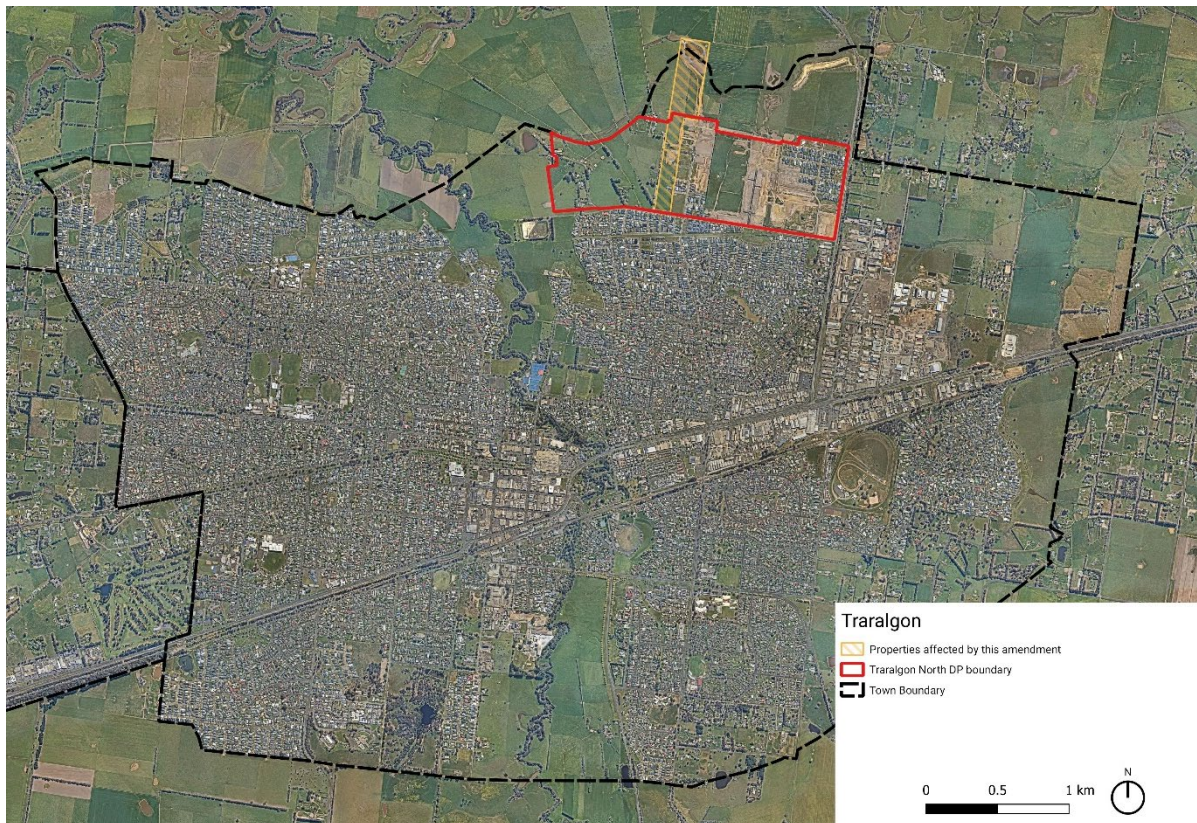 Traralgon
Properties affected by this amendment
Traralgon North DP boundary
Town Boundary
0 0.5 1 km
N